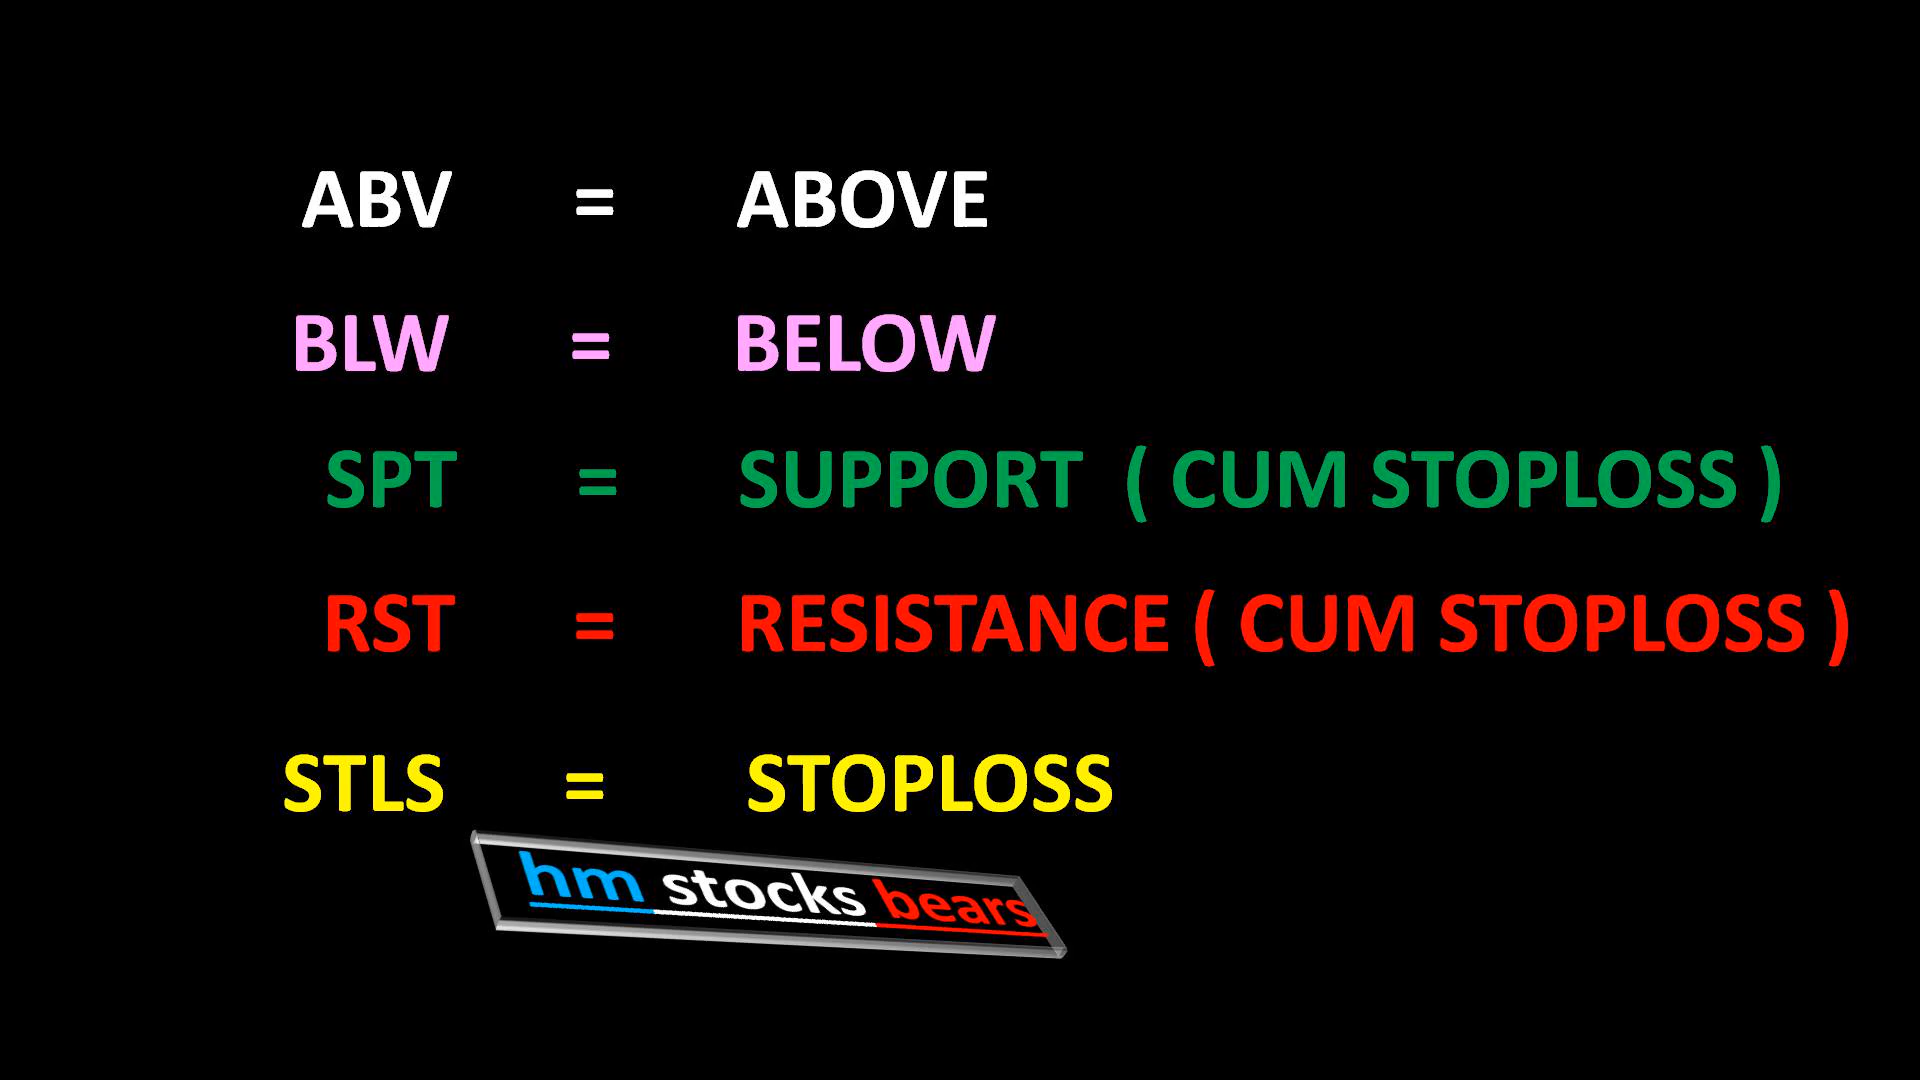 ABV = ABOVE
BLW = BELOW
SPT = SUPPORT ( CUM STOPLOSS )
RST = RESISTANCE ( CUM STOPLOSS )
STLS = STOPLOSS
hm stocks bears